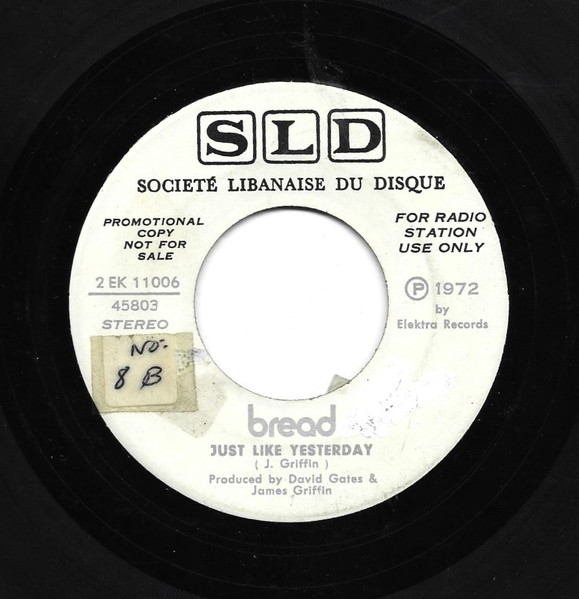 SLD
SOCIETÉ LIBANAISE DU DISQUE
PROMOTIONAL
COPY
NOT FOR
SALE
FOR RADIO
STATION
USE ONLY
2 EK 11006
45803
STEREO
Ⓟ 1972
by
Elektra Records
NO-
8 B
bread
JUST LIKE YESTERDAY
( J. Griffin )
Produced by David Gates &
James Griffin